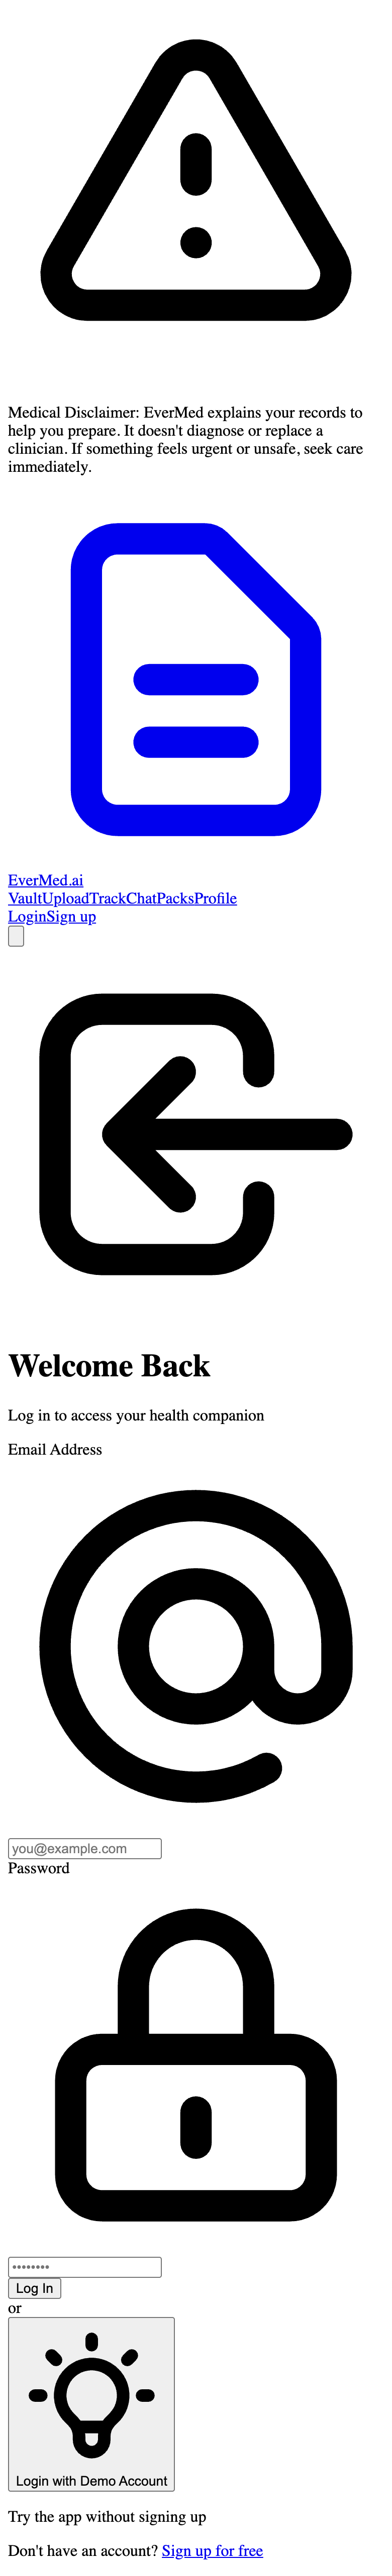 Medical Disclaimer: EverMed explains your records to
help you prepare. It doesn't diagnose or replace a
clinician. If something feels urgent or unsafe, seek care
immediately.
EverMed.ai
VaultUploadTrackChatPacksProfile
LoginSign up
Welcome Back
Log in to access your health companion
Email Address
you@example.com
Password
••••••••
Log In
or
Login with Demo Account
Try the app without signing up
Don't have an account? Sign up for free